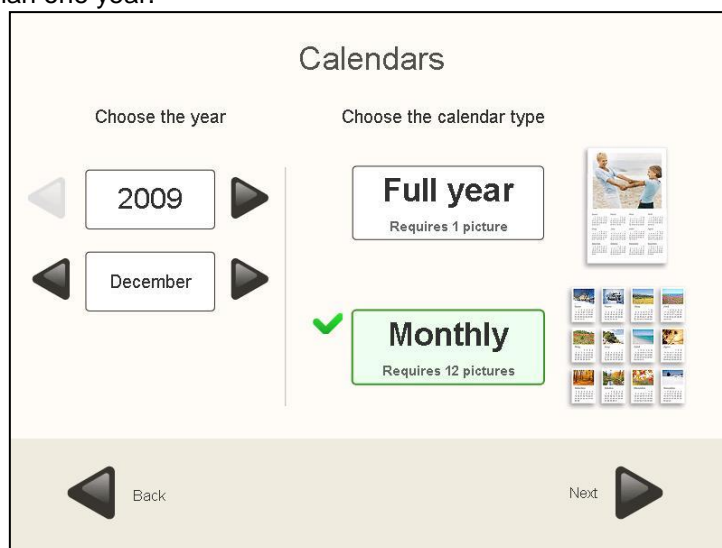 an one year.
Calendars
Choose the year
Choose the calendar type
2009
December
Full year
Requires 1 picture
Monthly
Requires 12 pictures
Back
Next